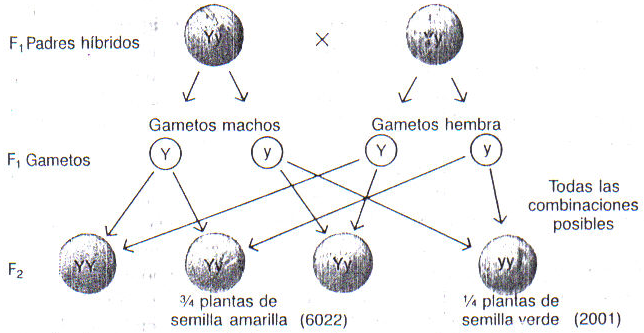 F₁ Padres híbridos Yy ×
Gametos machos Gametos hembra
F₁ Gametos Y y Y y
Todas las
combinaciones
posibles
F₂ YY Yy Yy yy
¾ plantas de ¼ plantas de
semilla amarilla (6022) semilla verde (2001)